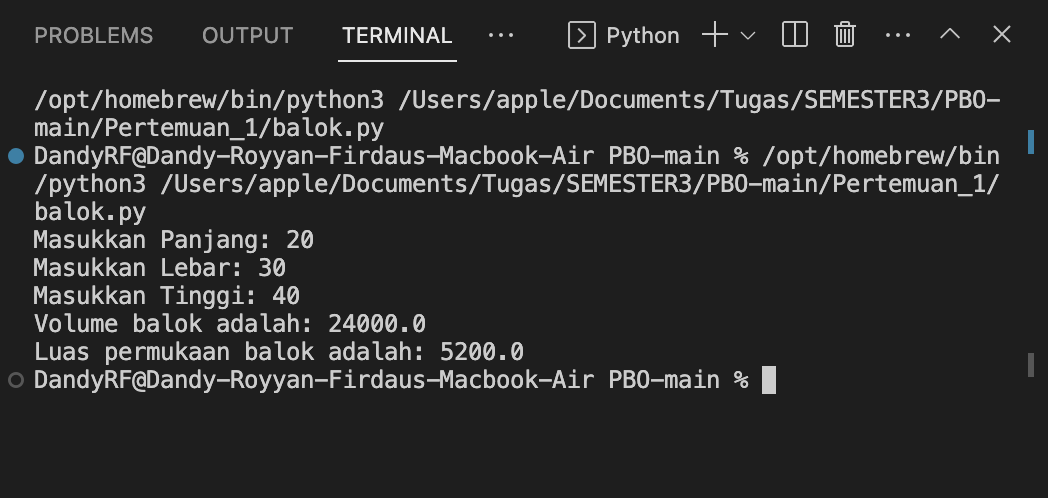 PROBLEMS OUTPUT TERMINAL ··· Python ···
/opt/homebrew/bin/python3 /Users/apple/Documents/Tugas/SEMESTER3/PBO-
main/Pertemuan_1/balok.py
DandyRF@Dandy-Royyan-Firdaus-Macbook-Air PBO-main % /opt/homebrew/bin
/python3 /Users/apple/Documents/Tugas/SEMESTER3/PBO-main/Pertemuan_1/
balok.py
Masukkan Panjang: 20
Masukkan Lebar: 30
Masukkan Tinggi: 40
Volume balok adalah: 24000.0
Luas permukaan balok adalah: 5200.0
DandyRF@Dandy-Royyan-Firdaus-Macbook-Air PBO-main %